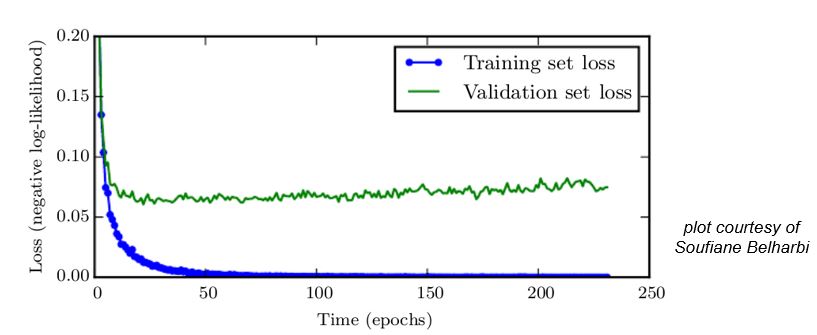 0.20
0.15
0.10
0.05
0.00
Loss (negative log-likelihood)
Training set loss
Validation set loss
0
50
100
150
200
250
Time (epochs)
plot courtesy of
Soufiane Belharbi